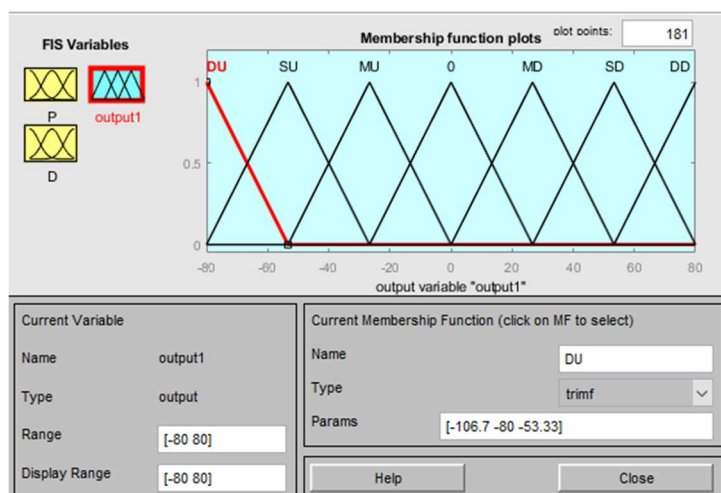 FIS Variables
P
output1
D
Membership function plots
plot points:
181
DU
SU
MU
0
MD
SD
DD
1
0.5
0
-80
-60
-40
-20
0
20
40
60
80
output variable "output1"
Current Variable
Name
output1
Type
output
Range
[-80 80]
Display Range
[-80 80]
Current Membership Function (click on MF to select)
Name
DU
Type
trimf
Params
[-106.7 -80 -53.33]
Help
Close